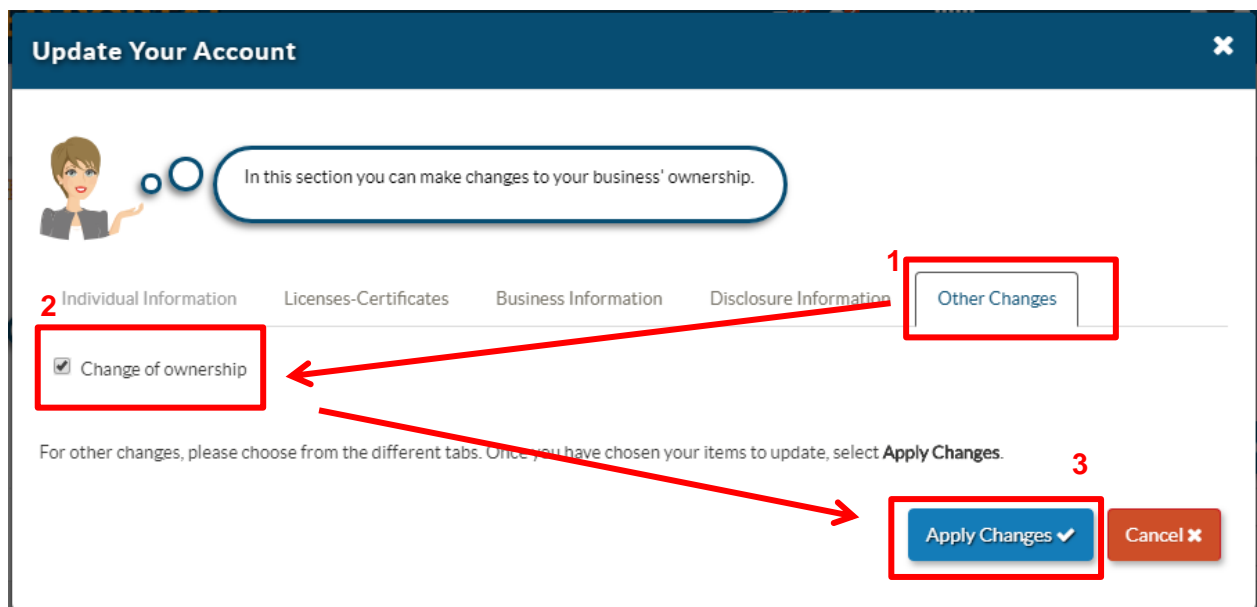 Update Your Account
In this section you can make changes to your business' ownership.
1
Individual Information Licenses-Certificates Business Information Disclosure Information Other Changes
2
Change of ownership
For other changes, please choose from the different tabs. Once you have chosen your items to update, select Apply Changes.
3
Apply Changes Cancel